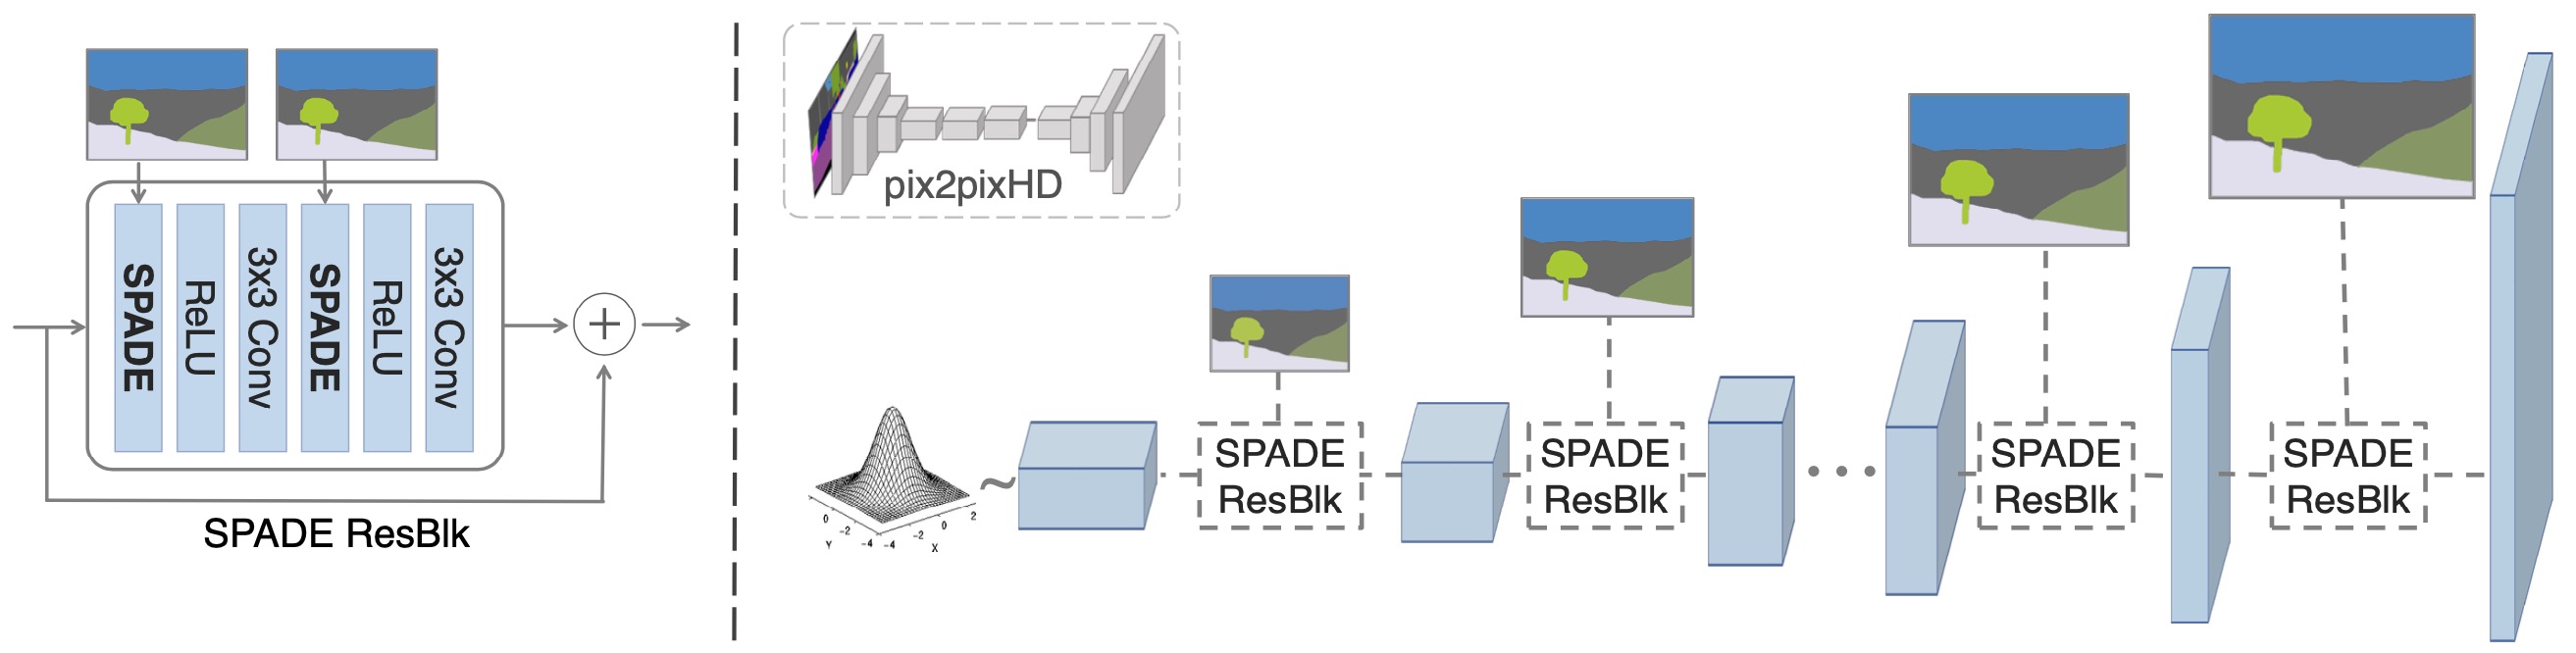 SPADE
ReLU
3x3 Conv
SPADE
ReLU
3x3 Conv
+
SPADE ResBlk
pix2pixHD
0
-2
-4
Y
-4
-2
0
2
X
~
SPADE
ResBlk
SPADE
ResBlk
...
SPADE
ResBlk
SPADE
ResBlk